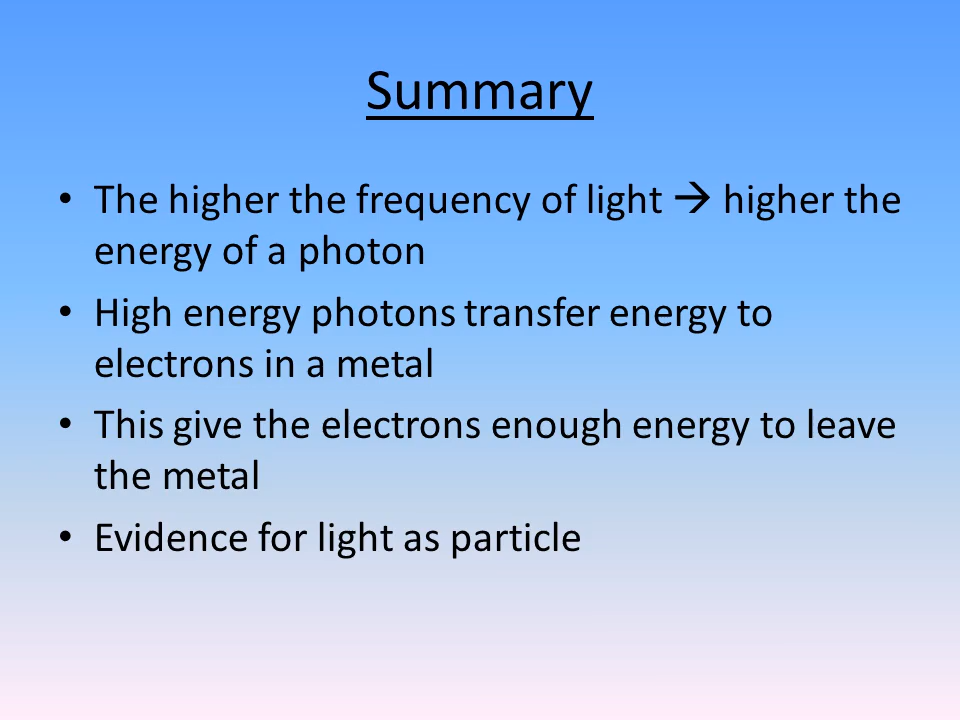 Summary
• The higher the frequency of light → higher the
energy of a photon
• High energy photons transfer energy to
electrons in a metal
• This give the electrons enough energy to leave
the metal
• Evidence for light as particle